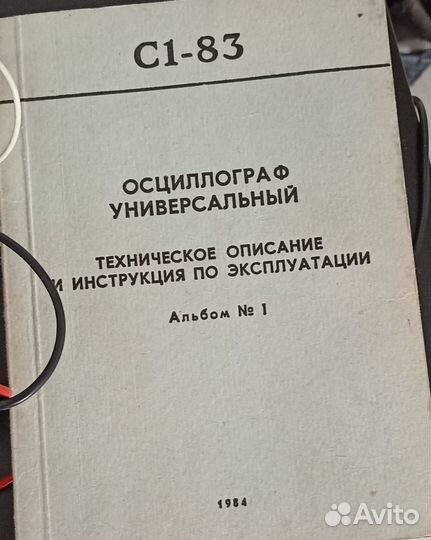 С1-83
ОСЦИЛЛОГРАФ
УНИВЕРСАЛЬНЫЙ
ТЕХНИЧЕСКОЕ ОПИСАНИЕ
И ИНСТРУКЦИЯ ПО ЭКСПЛУАТАЦИИ
Альбом № 1
1984
Avito